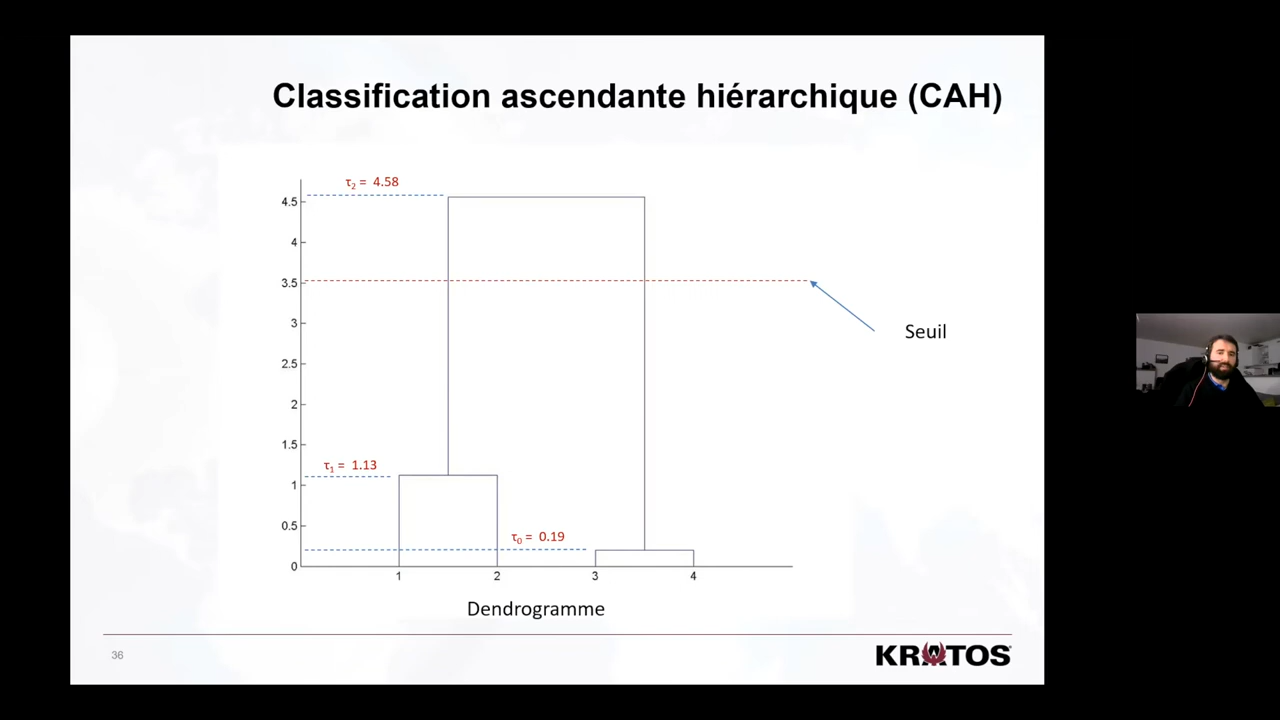 Classification ascendante hiérarchique (CAH)
τ2 = 4.58
4.5
4
3.5
Seuil
3
2.5
2
1.5
τ1 = 1.13
1
0.5
τ0 = 0.19
0
1 2 3 4
Dendrogramme
36
KRATOS